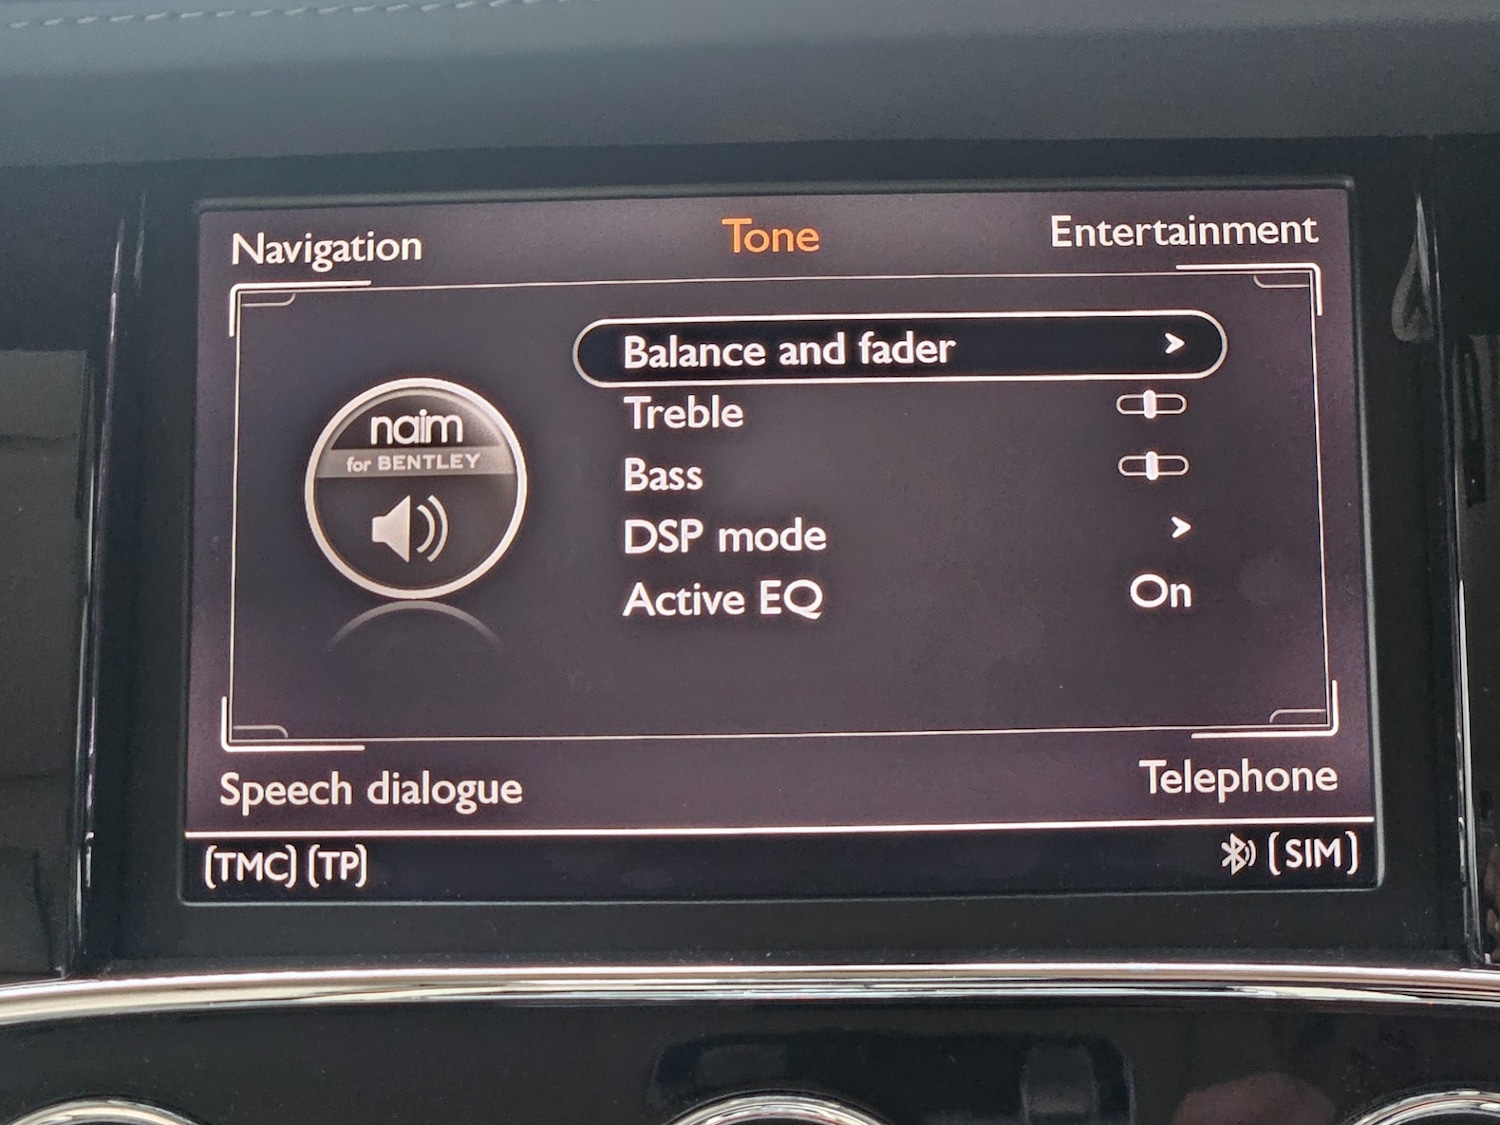 Navigation
Tone
Entertainment
naim
for BENTLEY
Balance and fader >
Treble
Bass
DSP mode >
Active EQ On
Speech dialogue
Telephone
(TMC) (TP)
(SIM)